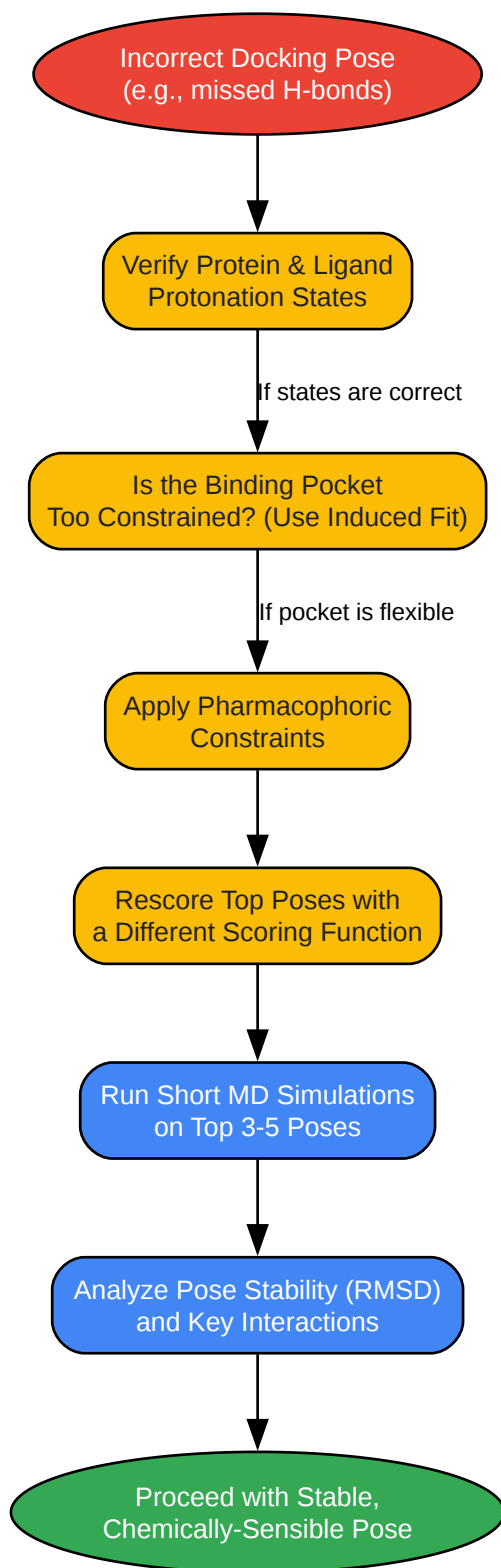 Incorrect Docking Pose
(e.g., missed H-bonds)
Verify Protein & Ligand
Protonation States
If states are correct
Is the Binding Pocket
Too Constrained? (Use Induced Fit)
If pocket is flexible
Apply Pharmacophoric
Constraints
Rescore Top Poses with
a Different Scoring Function
Run Short MD Simulations
on Top 3-5 Poses
Analyze Pose Stability (RMSD)
and Key Interactions
Proceed with Stable,
Chemically-Sensible Pose